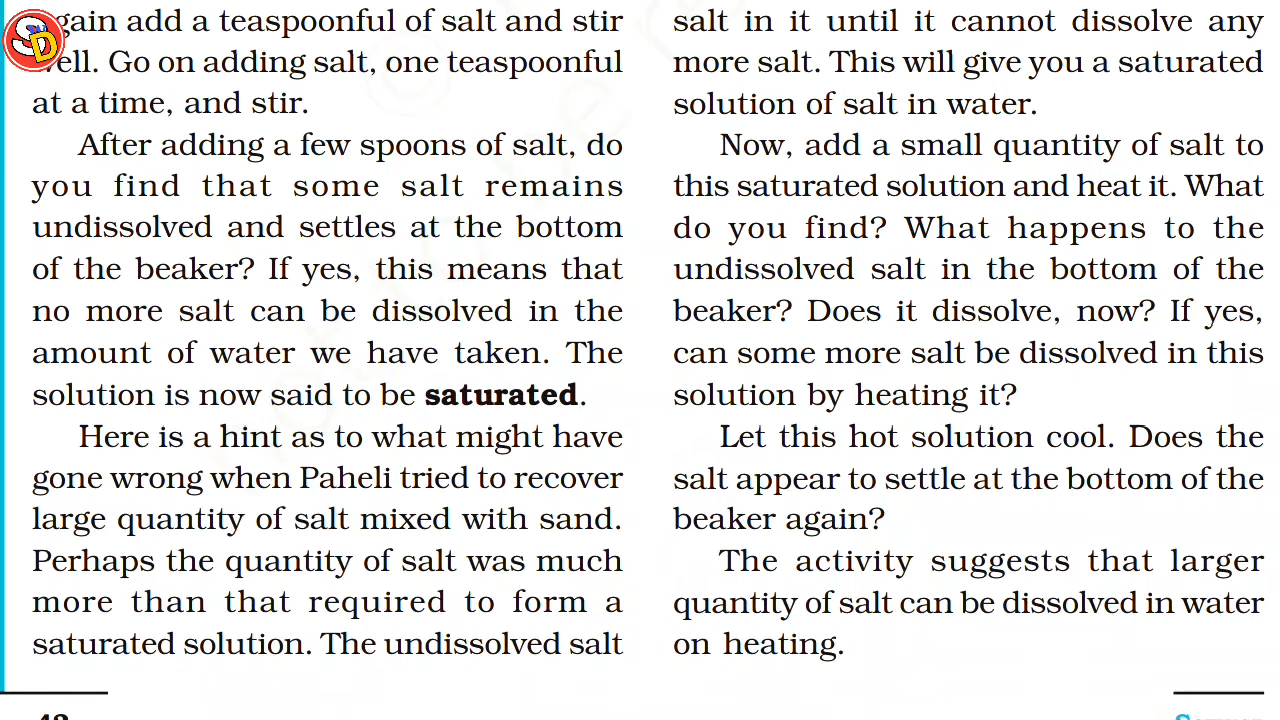 SD
again add a teaspoonful of salt and stir
well. Go on adding salt, one teaspoonful
at a time, and stir.
After adding a few spoons of salt, do
you find that some salt remains
undissolved and settles at the bottom
of the beaker? If yes, this means that
no more salt can be dissolved in the
amount of water we have taken. The
solution is now said to be saturated.
Here is a hint as to what might have
gone wrong when Paheli tried to recover
large quantity of salt mixed with sand.
Perhaps the quantity of salt was much
more than that required to form a
saturated solution. The undissolved salt
salt in it until it cannot dissolve any
more salt. This will give you a saturated
solution of salt in water.
Now, add a small quantity of salt to
this saturated solution and heat it. What
do you find? What happens to the
undissolved salt in the bottom of the
beaker? Does it dissolve, now? If yes,
can some more salt be dissolved in this
solution by heating it?
Let this hot solution cool. Does the
salt appear to settle at the bottom of the
beaker again?
The activity suggests that larger
quantity of salt can be dissolved in water
on heating.